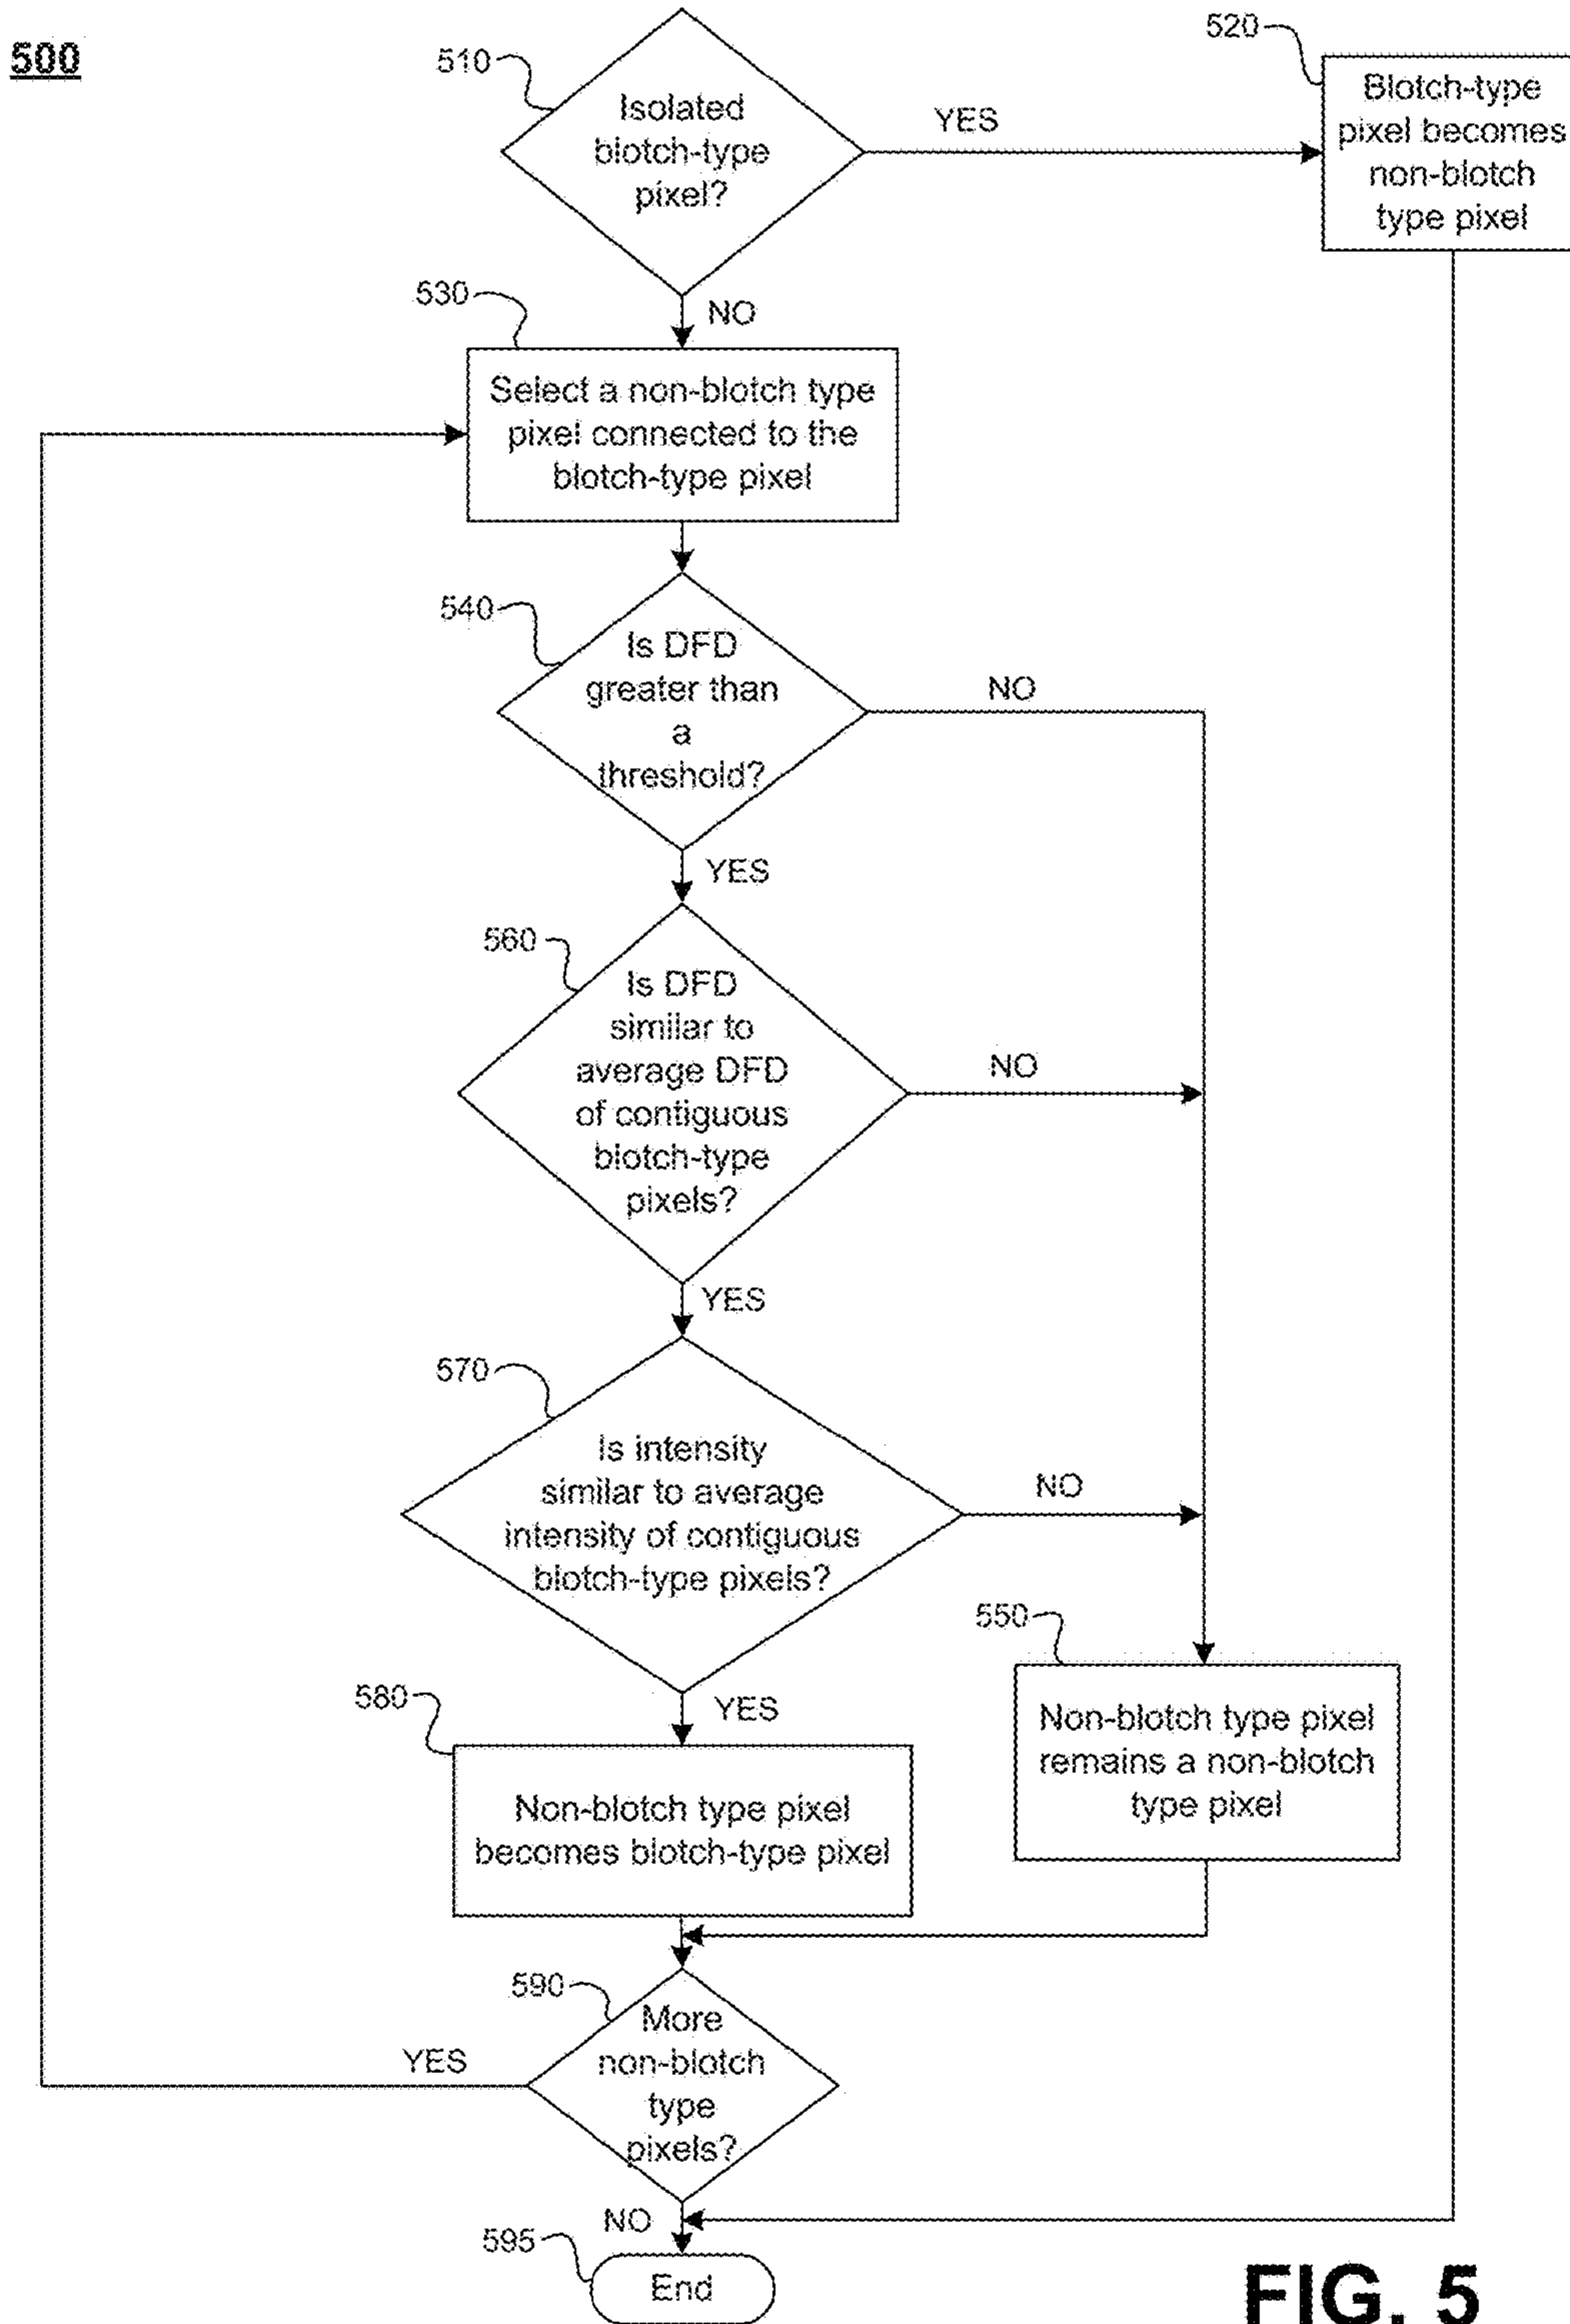 500
510
Isolated
blotch-type
pixel?
YES
520
Blotch-type
pixel becomes
non-blotch
type pixel
NO
530
Select a non-blotch type
pixel connected to the
blotch-type pixel
540
Is DFD
greater than
a
threshold?
NO
YES
560
Is DFD
similar to
average DFD
of contiguous
blotch-type
pixels?
NO
YES
570
Is intensity
similar to average
intensity of contiguous
blotch-type pixels?
NO
YES
550
Non-blotch type pixel
remains a non-blotch
type pixel
580
Non-blotch type pixel
becomes blotch-type pixel
590
More
non-blotch
type
pixels?
YES
NO
595
End
FIG. 5